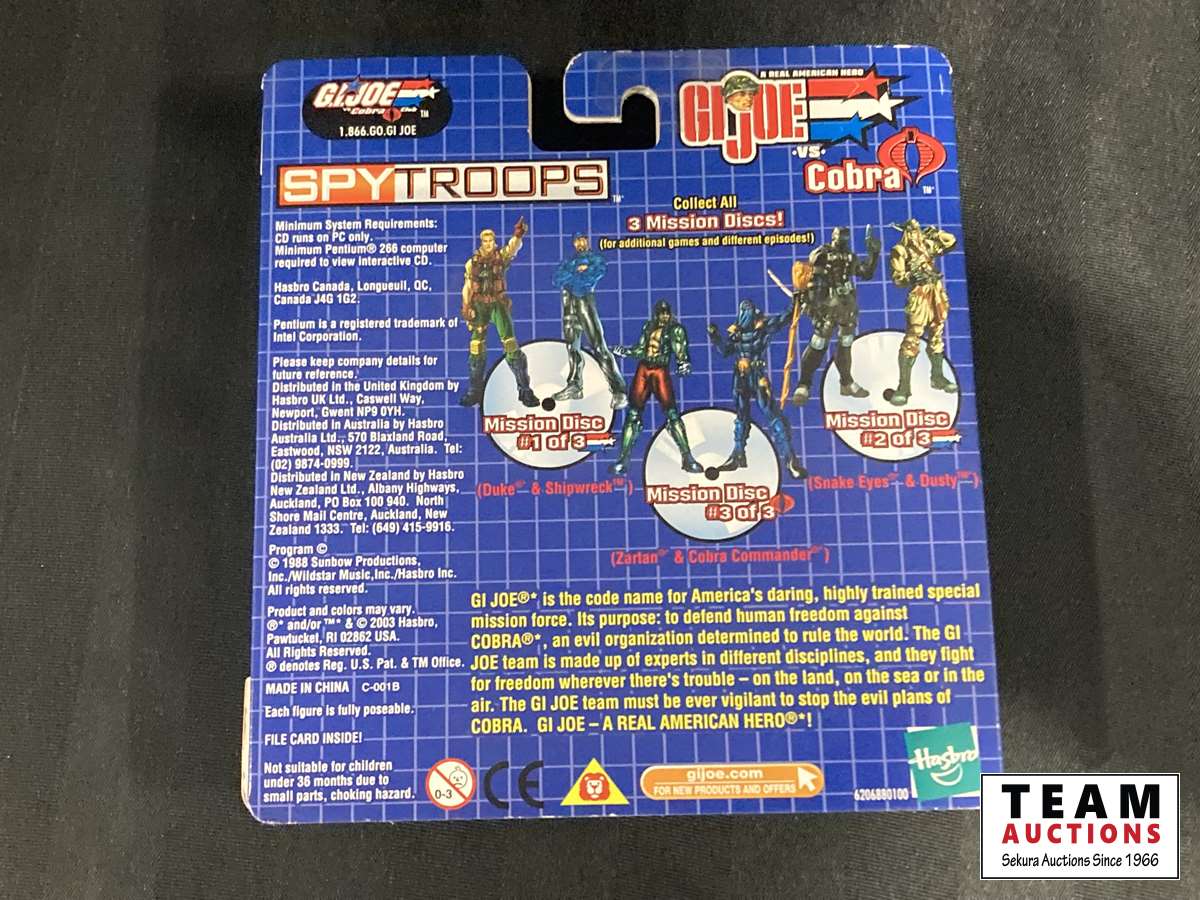 G.I. JOE
vs Cobra Club
TM
1.866.GO.GI JOE
A REAL AMERICAN HERO
GI JOE
·VS·
Cobra
TM
SPYTROOPS
TM
Collect All
3 Mission Discs!
(for additional games and different episodes!)
Minimum System Requirements:
CD runs on PC only.
Minimum Pentium® 266 computer
required to view interactive CD.
Hasbro Canada, Longueuil, QC,
Canada J4G 1G2.
Pentium is a registered trademark of
Intel Corporation.
Please keep company details for
future reference.
Distributed in the United Kingdom by
Hasbro UK Ltd., Caswell Way,
Newport, Gwent NP9 0YH.
Distributed in Australia by Hasbro
Australia Ltd., 570 Blaxland Road,
Eastwood, NSW 2122, Australia. Tel:
(02) 9874-0999.
Distributed in New Zealand by Hasbro
New Zealand Ltd., Albany Highways,
Auckland, PO Box 100 940. North
Shore Mail Centre, Auckland, New
Zealand 1333. Tel: (649) 415-9916.
Program ©
© 1988 Sunbow Productions,
Inc./Wildstar Music,Inc./Hasbro Inc.
All rights reserved.
Product and colors may vary.
®* and/or ™* & © 2003 Hasbro,
Pawtucket, RI 02862 USA.
All Rights Reserved.
® denotes Reg. U.S. Pat. & TM Office.
MADE IN CHINA C-001B
Each figure is fully poseable.
FILE CARD INSIDE!
Not suitable for children
under 36 months due to
small parts, choking hazard.
Mission Disc
#1 of 3
(Duke®* & Shipwreck™*)
Mission Disc
#3 of 3
(Zartan®* & Cobra Commander®*)
Mission Disc
#2 of 3
(Snake Eyes®* & Dusty™*)
GI JOE®* is the code name for America's daring, highly trained special
mission force. Its purpose: to defend human freedom against
COBRA®*, an evil organization determined to rule the world. The GI
JOE team is made up of experts in different disciplines, and they fight
for freedom wherever there's trouble – on the land, on the sea or in the
air. The GI JOE team must be ever vigilant to stop the evil plans of
COBRA. GI JOE – A REAL AMERICAN HERO®*!
0-3
CE
gijoe.com
FOR NEW PRODUCTS AND OFFERS
6206880100
Hasbro
TEAM
AUCTIONS
Sekura Auctions Since 1966